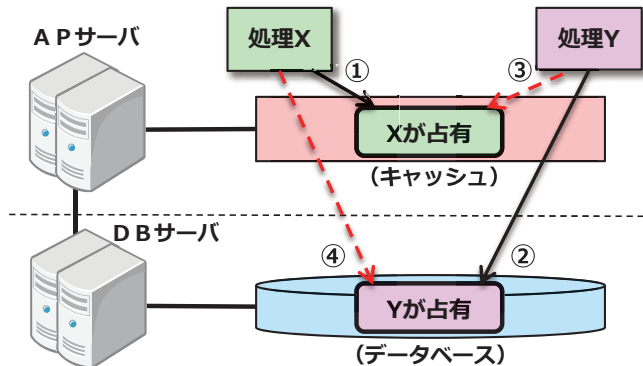 APサーバ
処理X
処理Y
①
③
Xが占有
(キャッシュ)
DBサーバ
④
②
Yが占有
(データベース)